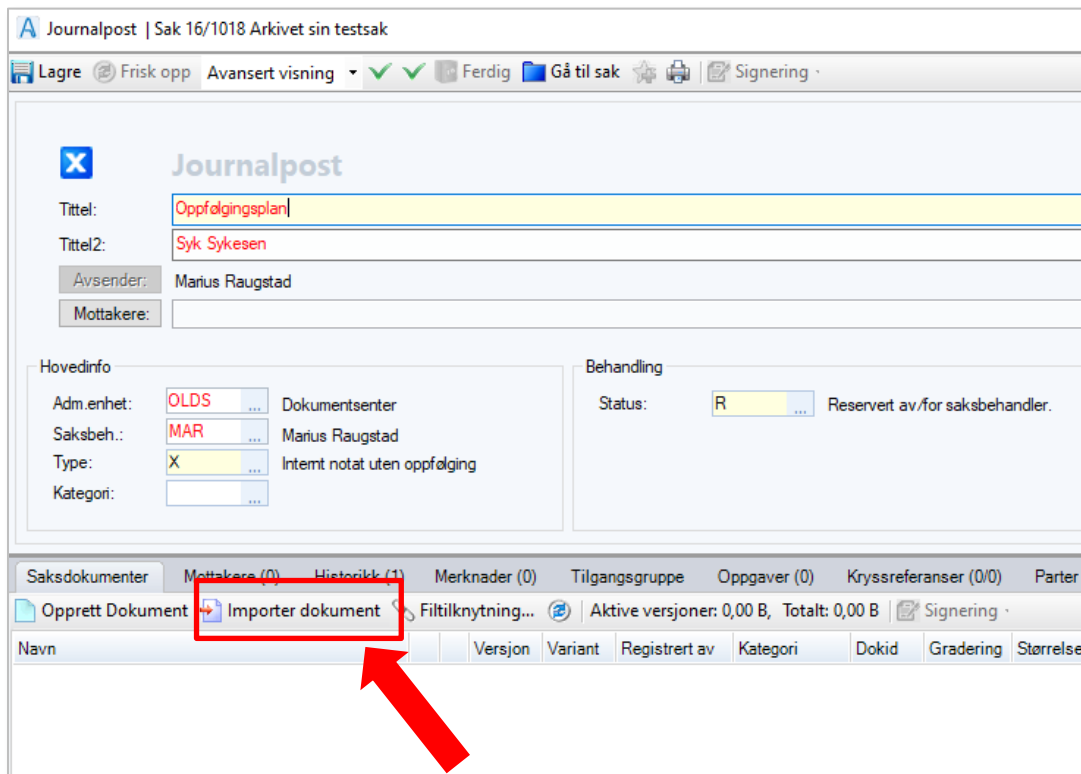 Journalpost | Sak 16/1018 Arkivet sin testsak
Lagre Frisk opp Avansert visning Ferdig Gå til sak Signering
Journalpost
Tittel: Oppfølgingsplan
Tittel2: Syk Sykesen
Avsender: Marius Raugstad
Mottakere:
Hovedinfo
Adm.enhet: OLDS ... Dokumentsenter
Saksbeh.: MAR ... Marius Raugstad
Type: X ... Internt notat uten oppfølging
Kategori: ...
Behandling
Status: R ... Reservert av/for saksbehandler.
Saksdokumenter Mottakere (0) Historikk (1) Merknader (0) Tilgangsgruppe Oppgaver (0) Kryssreferanser (0/0) Parter
Opprett Dokument Importer dokument Filtilknytning... Aktive versjoner: 0,00 B, Totalt: 0,00 B Signering
Navn Versjon Variant Registrert av Kategori Dokid Gradering Størrelse